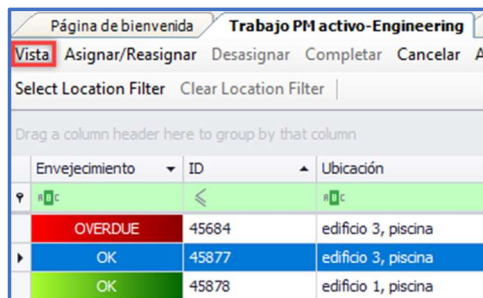 Página de bienvenida Trabajo PM activo-Engineering
Vista Asignar/Reasignar Desasignar Completar Cancelar A
Select Location Filter Clear Location Filter
Drag a column header here to group by that column
Envejecimiento ID Ubicación
ABC ≤ ABC
OVERDUE 45684 edificio 3, piscina
OK 45877 edificio 3, piscina
OK 45878 edificio 1, piscina